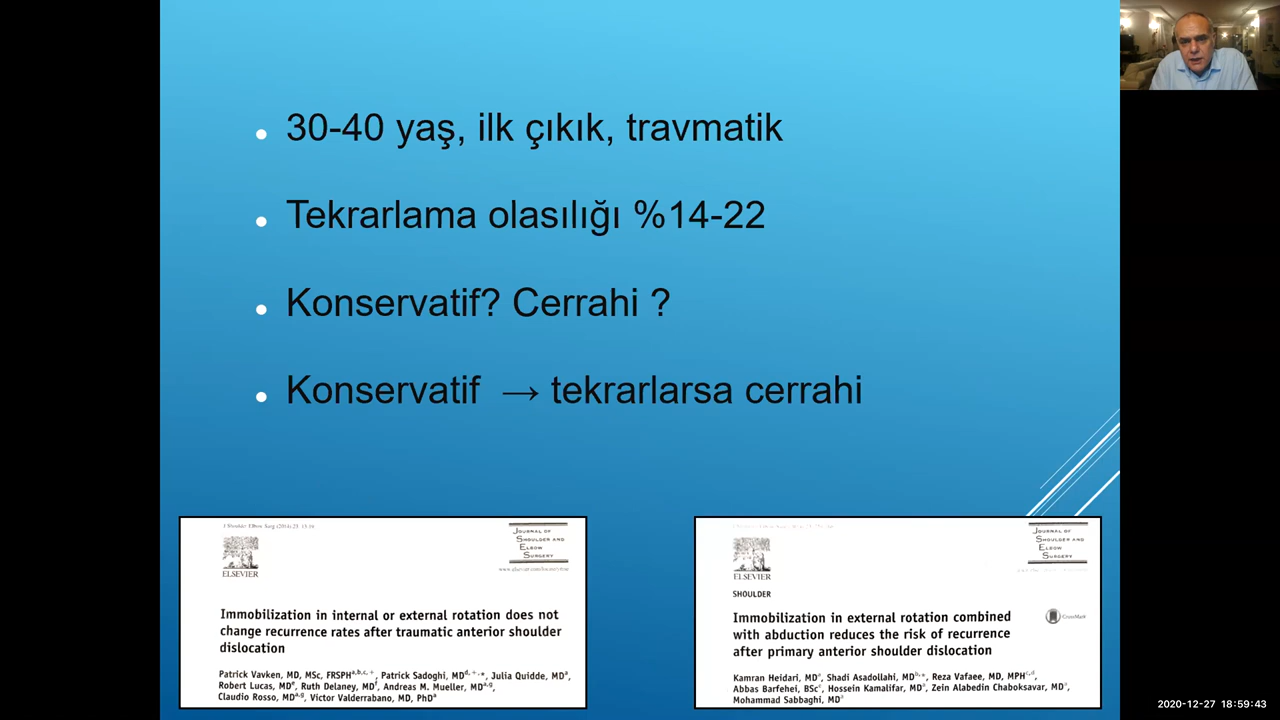 30-40 yaş, ilk çıkık, travmatik
Tekrarlama olasılığı %14-22
Konservatif? Cerrahi ?
Konservatif → tekrarlarsa cerrahi
J Shoulder Elbow Surg (2014)
JOURNAL OF
SHOULDER AND
ELBOW
SURGERY
ELSEVIER
Immobilization in internal or external rotation does not
change recurrence rates after traumatic anterior shoulder
dislocation
Patrick Vavken, MD, MSc, FRSPH, Patrick Sadoghi, MD, Julia Quidde, MD,
Robert Lucas, MD, Ruth Delaney, MD, Andreas M. Mueller, MD,
Claudio Rosso, MD, Victor Valderrabano, MD, PhD
JOURNAL OF
SHOULDER AND
ELBOW
SURGERY
ELSEVIER
SHOULDER
Immobilization in external rotation combined
with abduction reduces the risk of recurrence
after primary anterior shoulder dislocation
CrossMark
Kamran Heidari, MD, Shadi Asadollahi, MD, Reza Vafaee, MD, MPH,
Abbas Barfehei, BSc, Hossein Kamalifar, MD, Zein Alabedin Chaboksavar, MD,
Mohammad Sabbaghi, MD
2020-12-27 18:59:43